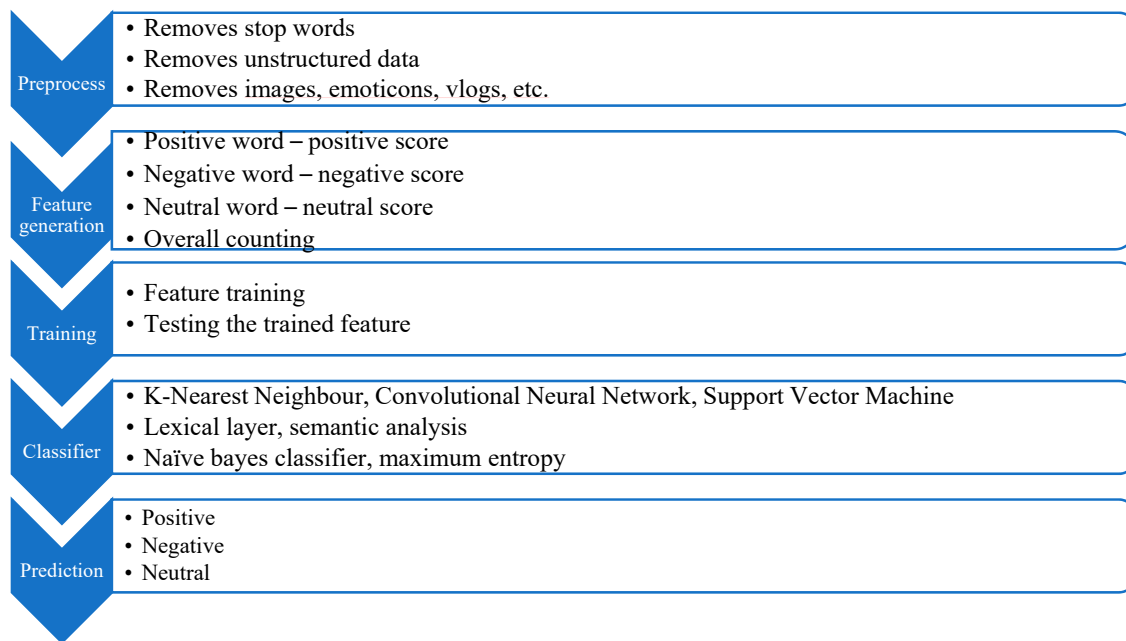 Preprocess
• Removes stop words
• Removes unstructured data
• Removes images, emoticons, vlogs, etc.
Feature
generation
• Positive word – positive score
• Negative word – negative score
• Neutral word – neutral score
• Overall counting
Training
• Feature training
• Testing the trained feature
Classifier
• K-Nearest Neighbour, Convolutional Neural Network, Support Vector Machine
• Lexical layer, semantic analysis
• Naïve bayes classifier, maximum entropy
Prediction
• Positive
• Negative
• Neutral